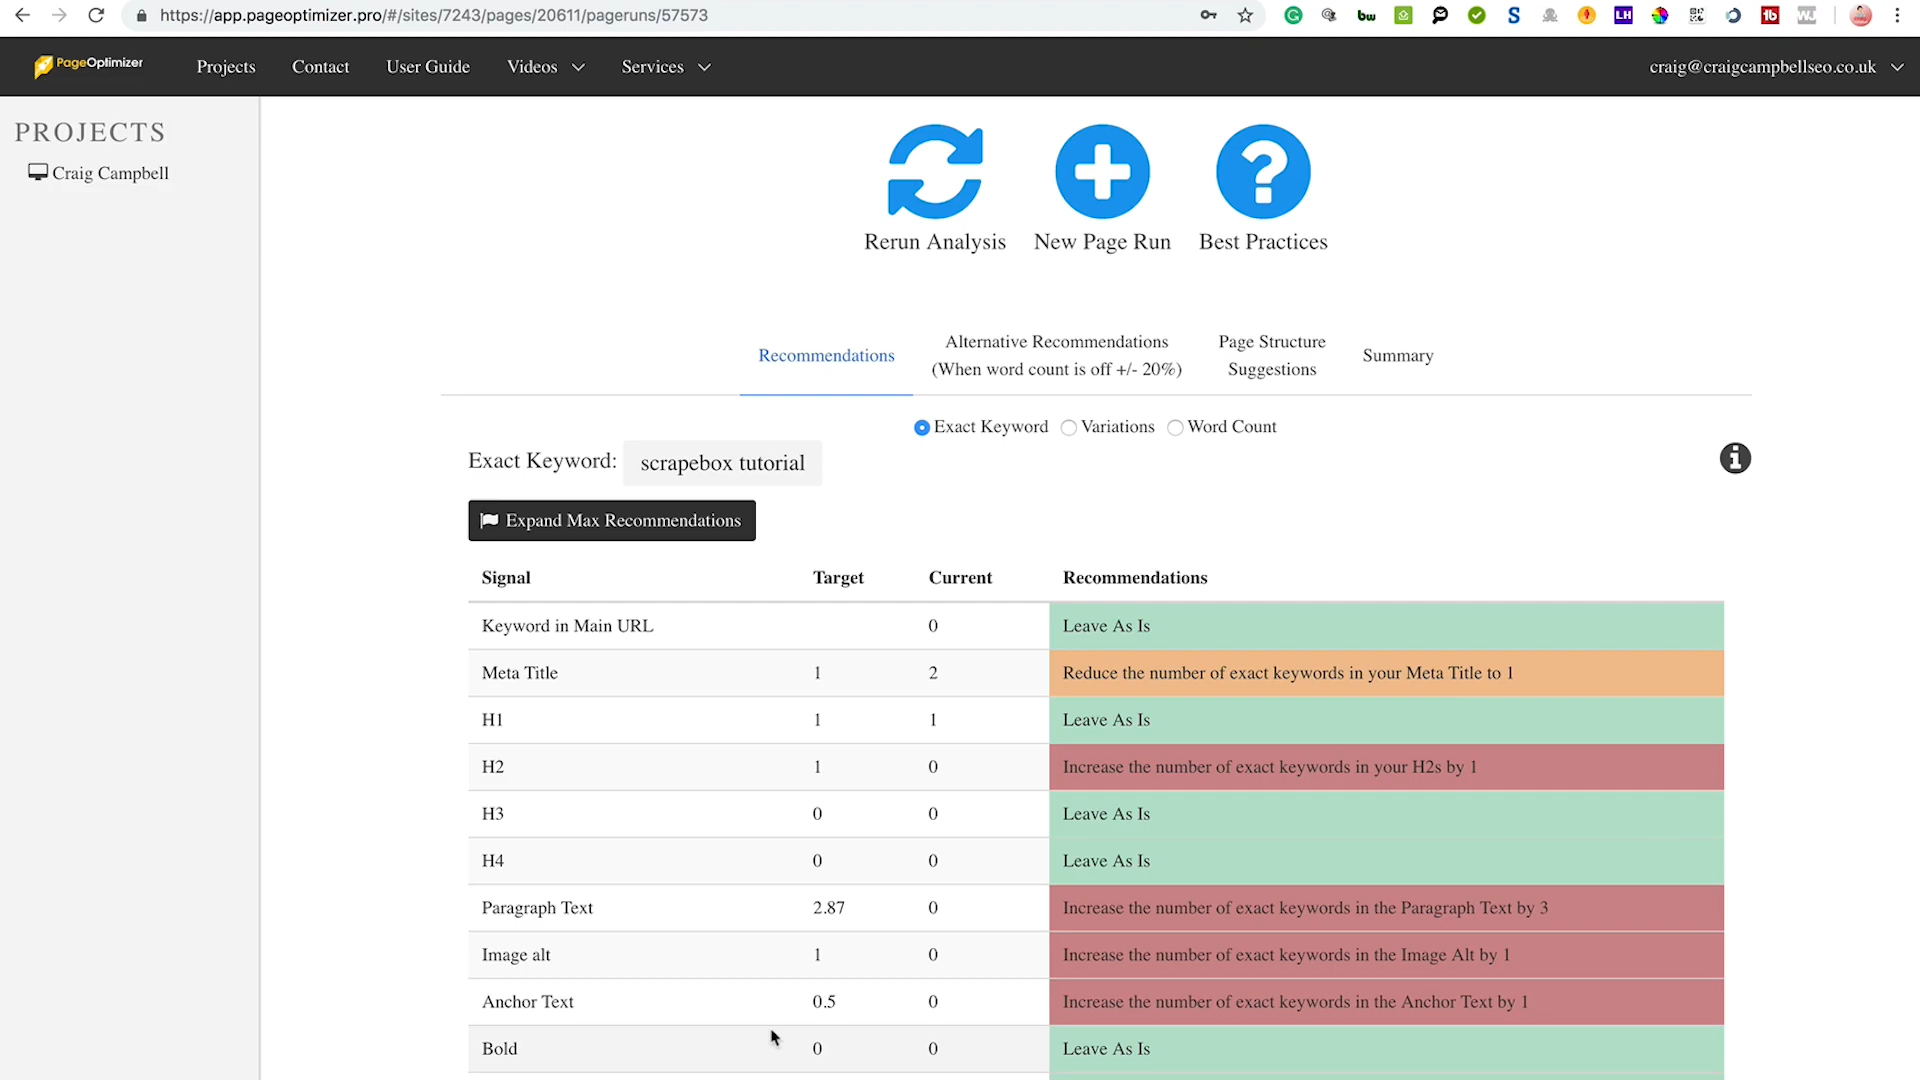 https://app.pageoptimizer.pro/#/sites/7243/pages/20611/pageruns/57573
bw
S
LH
1b
WJ
PageOptimizer
Projects
Contact
User Guide
Videos
Services
craig@craigcampbellseo.co.uk
PROJECTS
Craig Campbell
Rerun Analysis
New Page Run
Best Practices
Recommendations
Alternative Recommendations
(When word count is off +/- 20%)
Page Structure
Suggestions
Summary
Exact Keyword
Variations
Word Count
Exact Keyword: scrapebox tutorial
Expand Max Recommendations
Signal Target Current Recommendations
Keyword in Main URL 0 Leave As Is
Meta Title 1 2 Reduce the number of exact keywords in your Meta Title to 1
H1 1 1 Leave As Is
H2 1 0 Increase the number of exact keywords in your H2s by 1
H3 0 0 Leave As Is
H4 0 0 Leave As Is
Paragraph Text 2.87 0 Increase the number of exact keywords in the Paragraph Text by 3
Image alt 1 0 Increase the number of exact keywords in the Image Alt by 1
Anchor Text 0.5 0 Increase the number of exact keywords in the Anchor Text by 1
Bold 0 0 Leave As Is